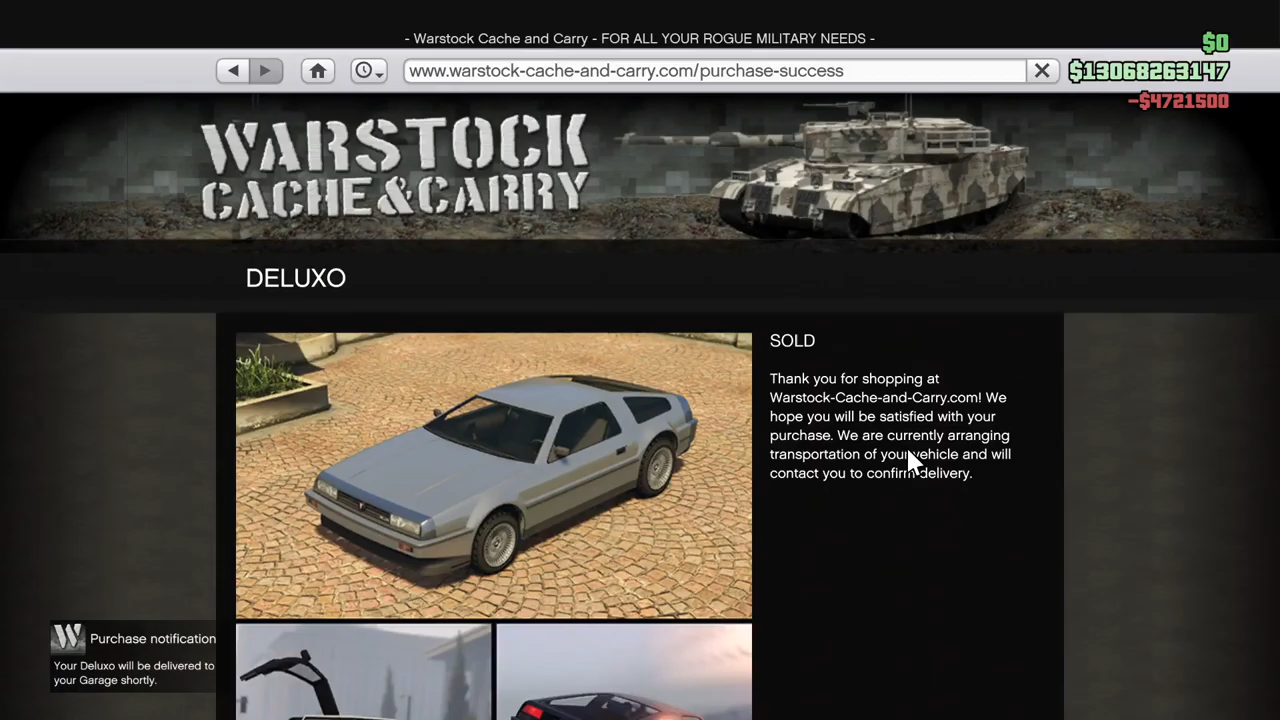 - Warstock Cache and Carry - FOR ALL YOUR ROGUE MILITARY NEEDS -
$0
www.warstock-cache-and-carry.com/purchase-success
$13068263147
-$4721500
WARSTOCK
CACHE&CARRY
DELUXO
SOLD
Thank you for shopping at
Warstock-Cache-and-Carry.com! We
hope you will be satisfied with your
purchase. We are currently arranging
transportation of your vehicle and will
contact you to confirm delivery.
W
Purchase notification
Your Deluxo will be delivered to
your Garage shortly.